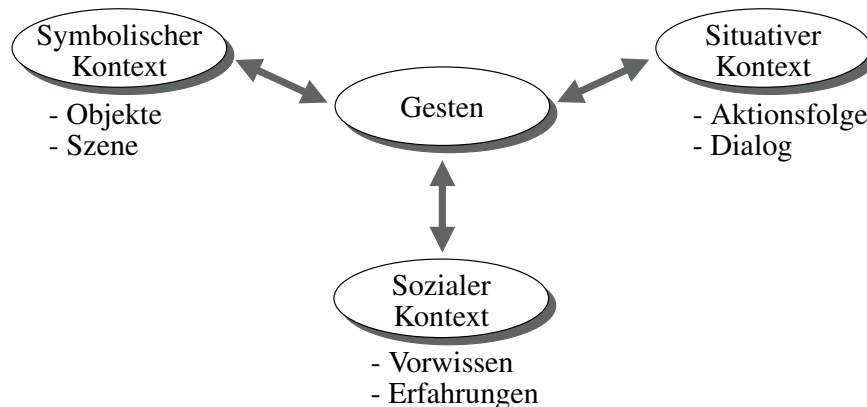 Symbolischer
Kontext
- Objekte
- Szene
Gesten
Situativer
Kontext
- Aktionsfolge
- Dialog
Sozialer
Kontext
- Vorwissen
- Erfahrungen